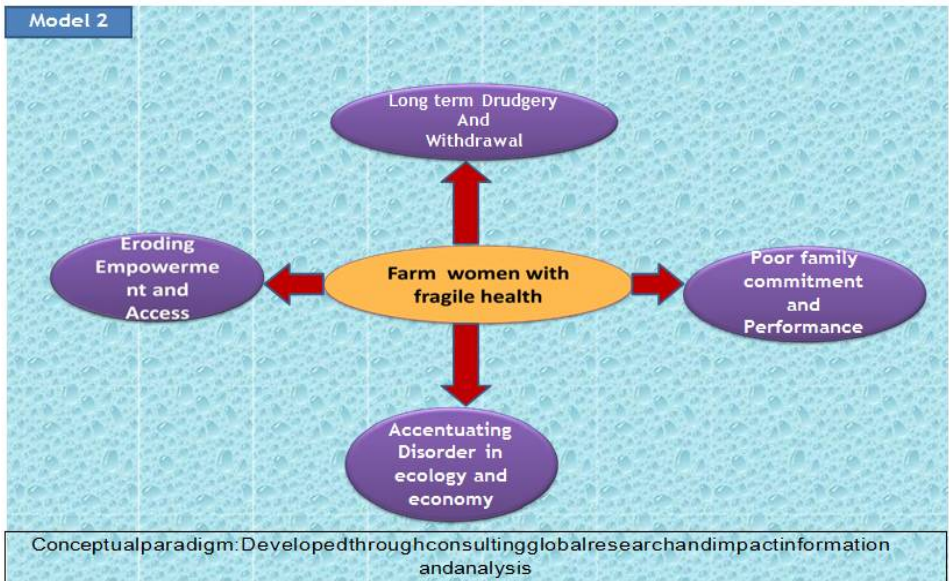 Model 2
Long term Drudgery
And
Withdrawal
Eroding
Empowerme
nt and
Access
Farm women with
fragile health
Poor family
commitment
and
Performance
Accentuating
Disorder in
ecology and
economy
Conceptualparadigm:Developedthroughconsultingglobalresearchandimpactinformation
andanalysis